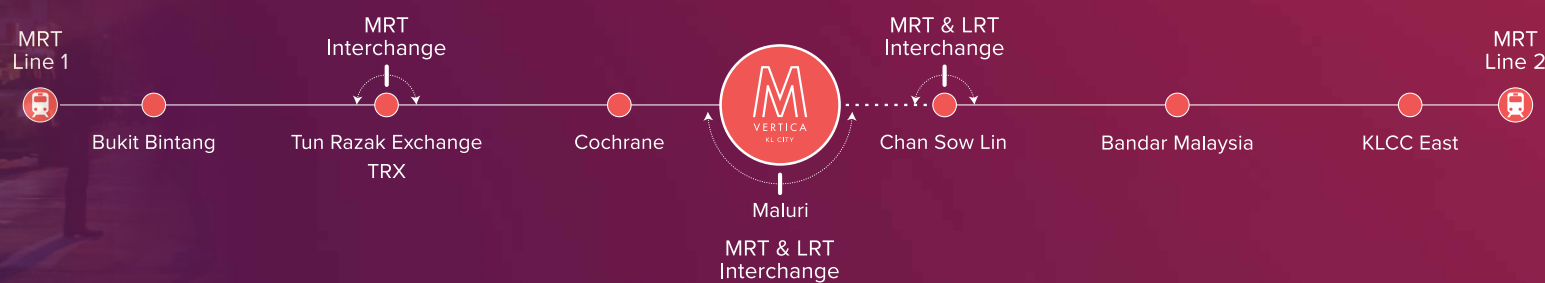 MRT
Line 1
Bukit Bintang
MRT
Interchange
Tun Razak Exchange
TRX
Cochrane
M
VERTICA
KL CITY
Maluri
MRT & LRT
Interchange
MRT & LRT
Interchange
Chan Sow Lin
Bandar Malaysia
KLCC East
MRT
Line 2